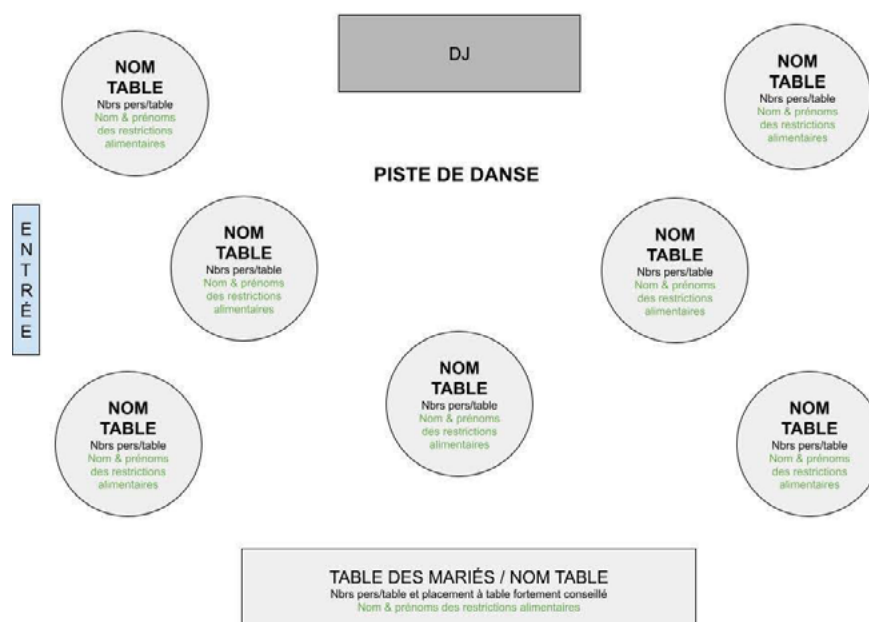 DJ
NOM
TABLE
Nbrs pers/table
Nom & prénoms
des restrictions
alimentaires
NOM
TABLE
Nbrs pers/table
Nom & prénoms
des restrictions
alimentaires
PISTE DE DANSE
ENTRÉE
NOM
TABLE
Nbrs pers/table
Nom & prénoms
des restrictions
alimentaires
NOM
TABLE
Nbrs pers/table
Nom & prénoms
des restrictions
alimentaires
NOM
TABLE
Nbrs pers/table
Nom & prénoms
des restrictions
alimentaires
NOM
TABLE
Nbrs pers/table
Nom & prénoms
des restrictions
alimentaires
NOM
TABLE
Nbrs pers/table
Nom & prénoms
des restrictions
alimentaires
TABLE DES MARIÉS / NOM TABLE
Nbrs pers/table et placement à table fortement conseillé
Nom & prénoms des restrictions alimentaires